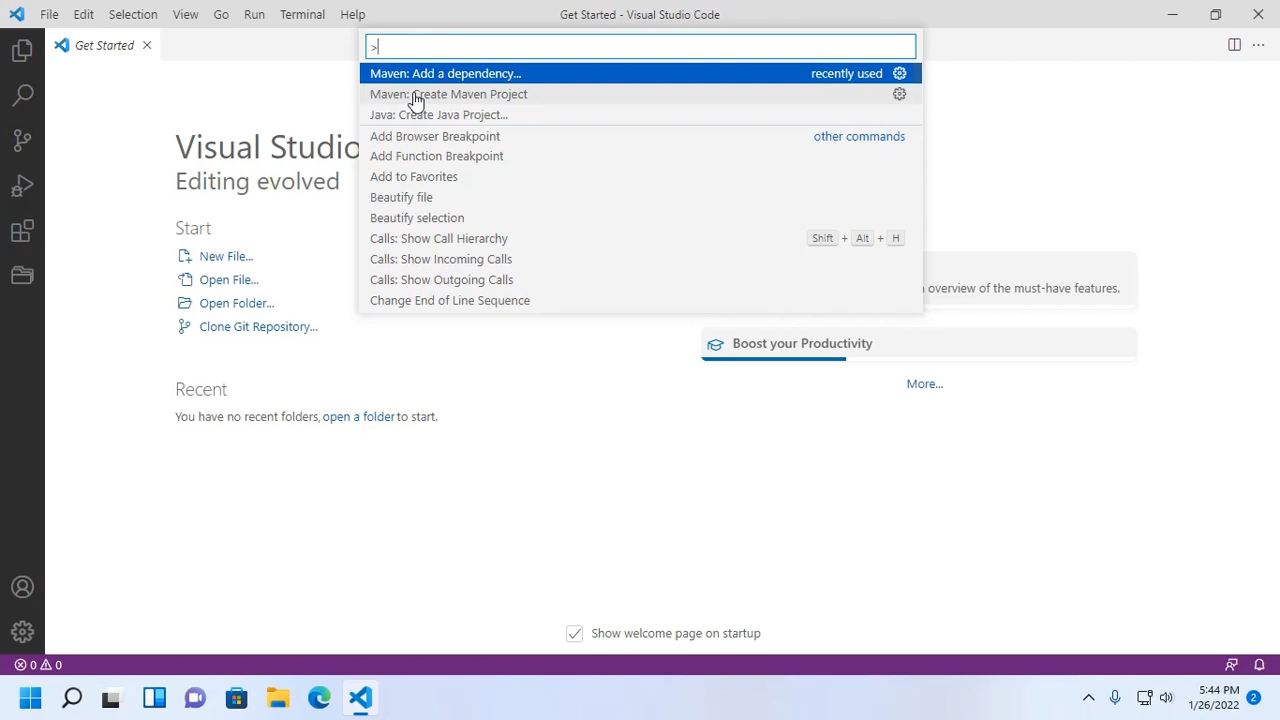 File Edit Selection View Go Run Terminal Help
Get Started - Visual Studio Code
Get Started
>
Maven: Add a dependency... recently used
Maven: Create Maven Project
Java: Create Java Project...
Add Browser Breakpoint other commands
Add Function Breakpoint
Add to Favorites
Beautify file
Beautify selection
Calls: Show Call Hierarchy Shift + Alt + H
Calls: Show Incoming Calls
Calls: Show Outgoing Calls
Change End of Line Sequence
Visual Studio
Editing evolved
Start
New File...
Open File...
Open Folder...
Clone Git Repository...
Recent
You have no recent folders, open a folder to start.
overview of the must-have features.
Boost your Productivity
More...
Show welcome page on startup
0 0
5:44 PM
1/26/2022
2